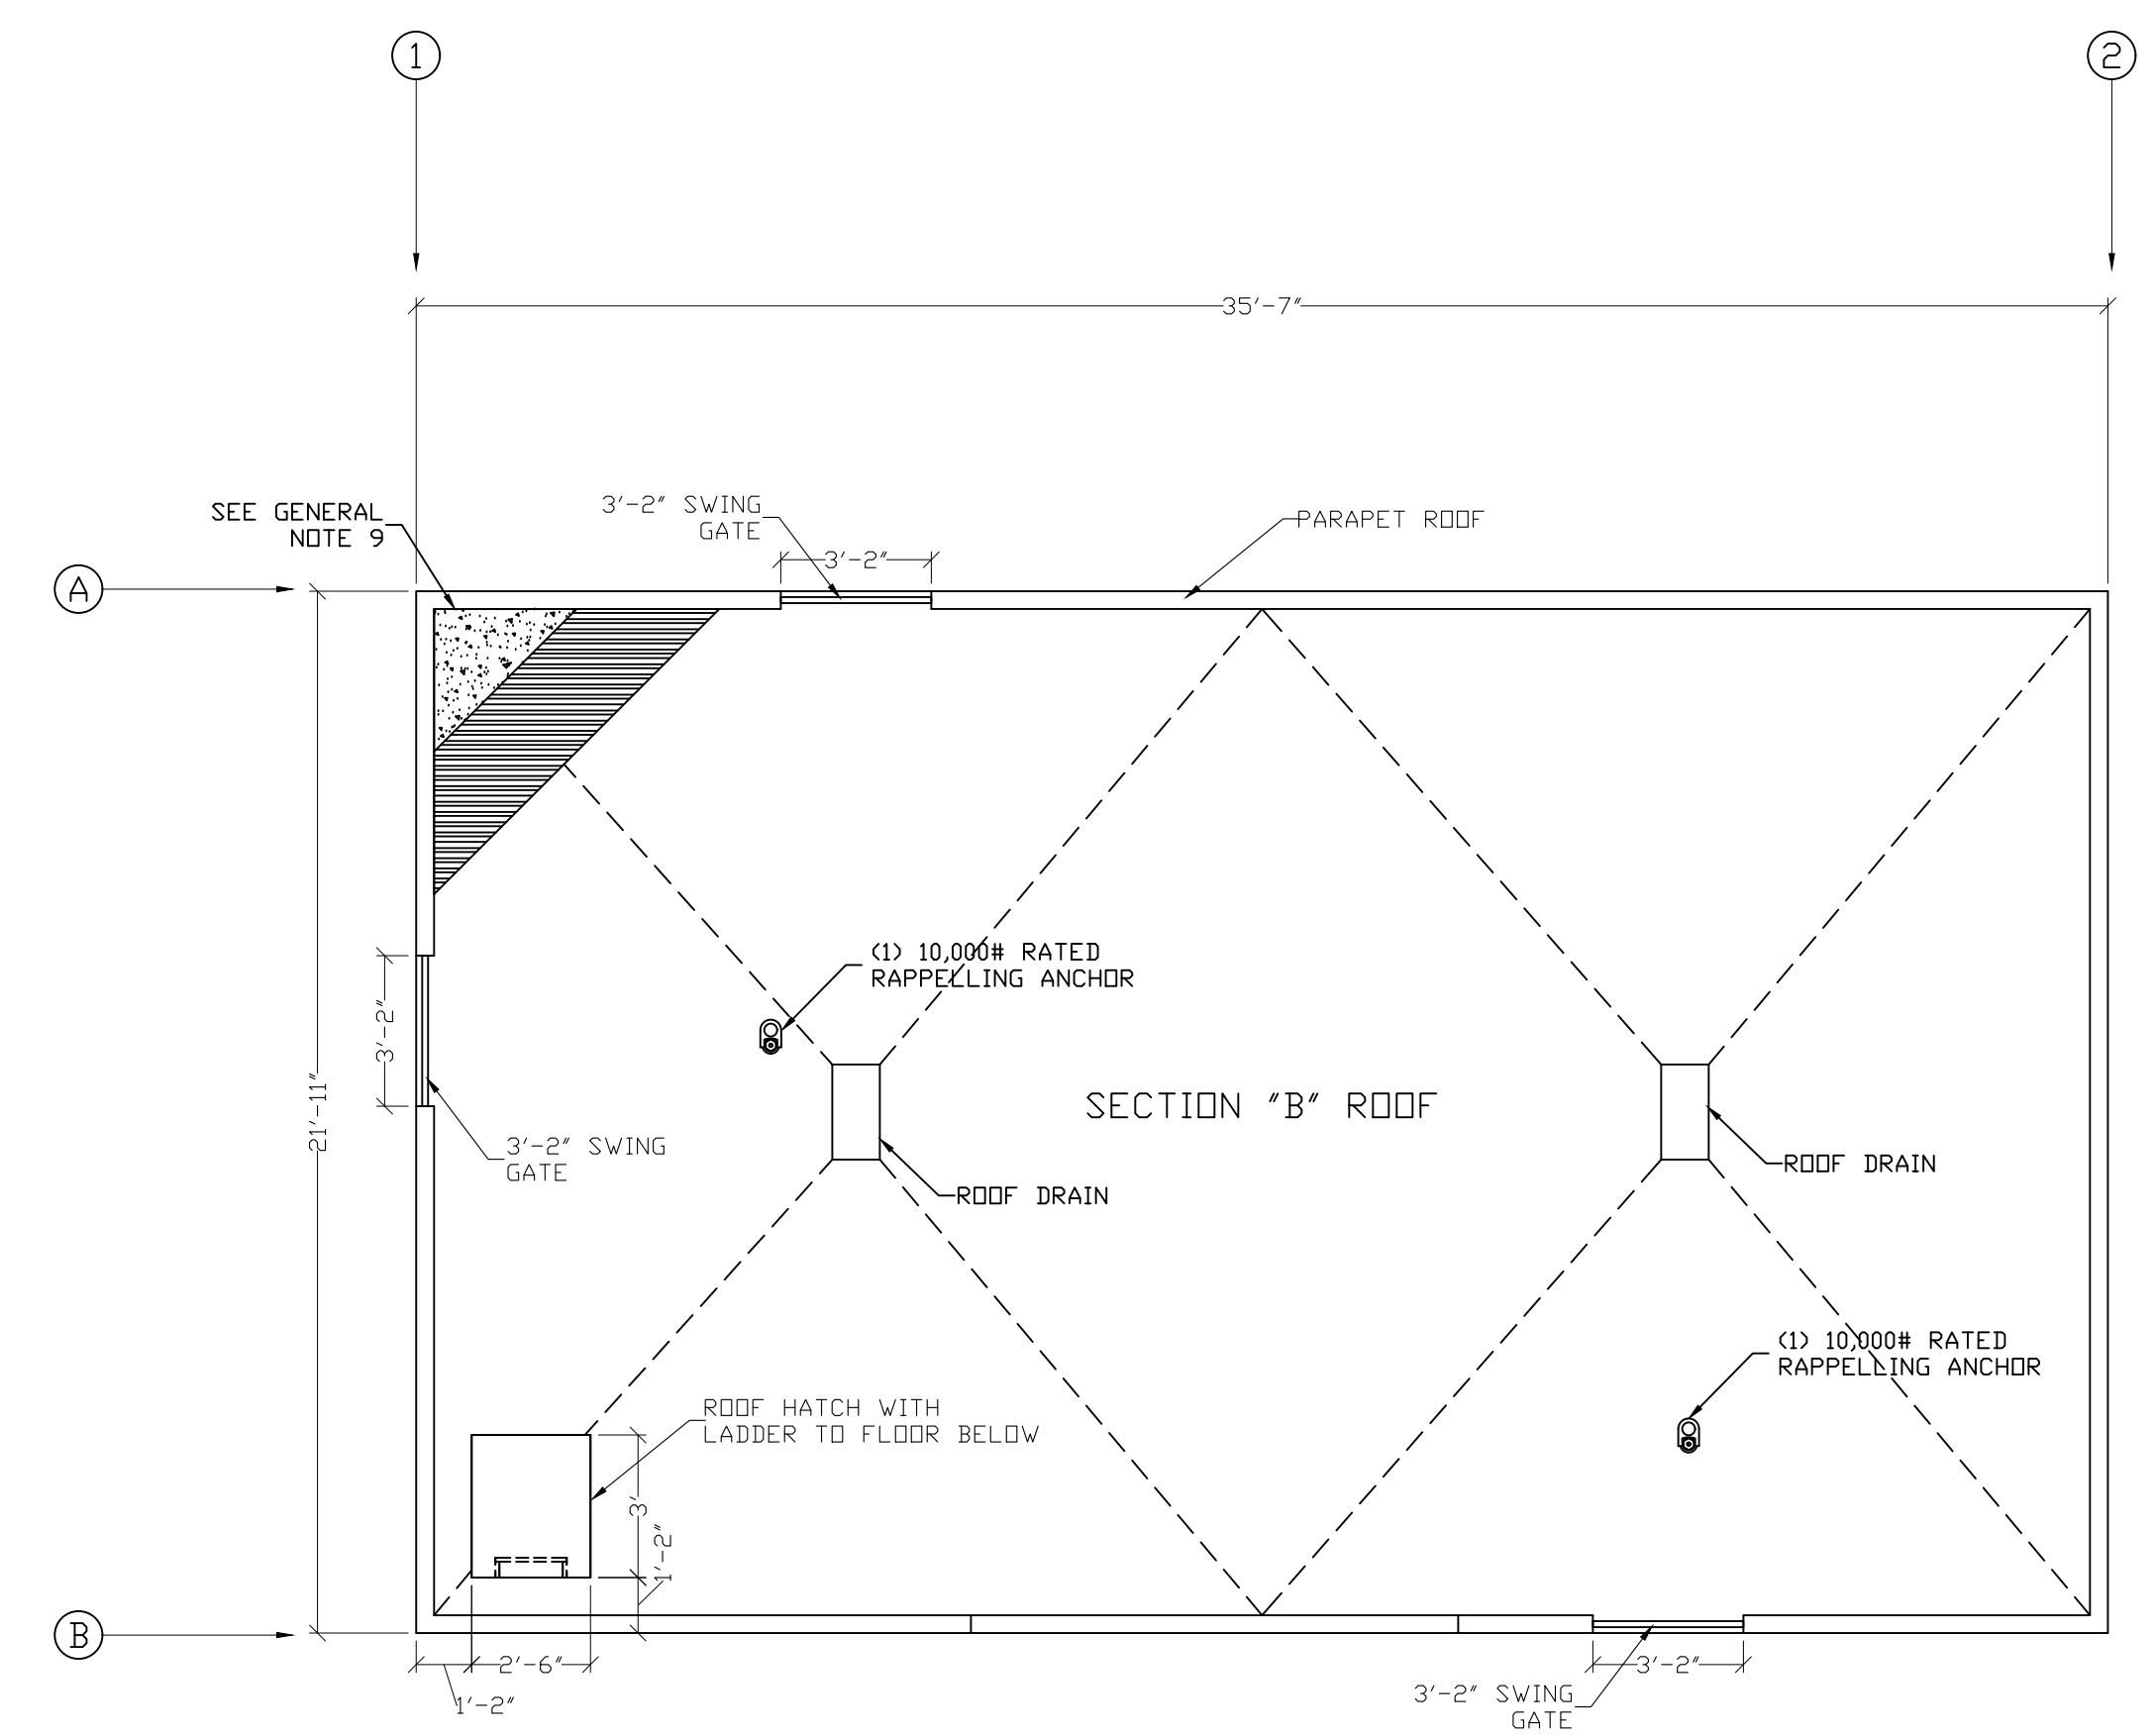 1
2
35'-7"
SEE GENERAL
NOTE 9
3'-2" SWING
GATE
3'-2"
PARAPET ROOF
A
(1) 10,000# RATED
RAPPELLING ANCHOR
3'-2"
21'-11"
SECTION "B" ROOF
3'-2" SWING
GATE
ROOF DRAIN
ROOF DRAIN
(1) 10,000# RATED
RAPPELLING ANCHOR
ROOF HATCH WITH
LADDER TO FLOOR BELOW
3'
1'-2"
B
2'-6"
1'-2"
3'-2"
3'-2" SWING
GATE